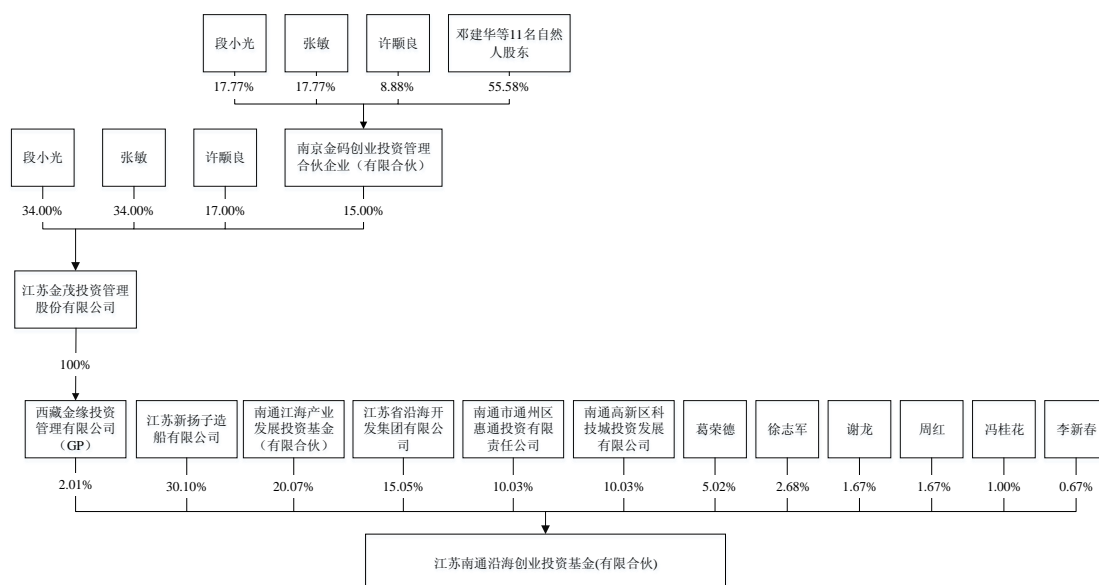 段小光
张敏
许颙良
邓建华等11名自然
人股东
17.77%
17.77%
8.88%
55.58%
段小光
张敏
许颙良
南京金码创业投资管理
合伙企业（有限合伙）
34.00%
34.00%
17.00%
15.00%
江苏金茂投资管理
股份有限公司
100%
西藏金缘投资
管理有限公司
（GP）
江苏新扬子造
船有限公司
南通江海产业
发展投资基金
（有限合伙）
江苏省沿海开
发集团有限公
司
南通市通州区
惠通投资有限
责任公司
南通高新区科
技城投资发展
有限公司
葛荣德
徐志军
谢龙
周红
冯桂花
李新春
2.01%
30.10%
20.07%
15.05%
10.03%
10.03%
5.02%
2.68%
1.67%
1.67%
1.00%
0.67%
江苏南通沿海创业投资基金(有限合伙)